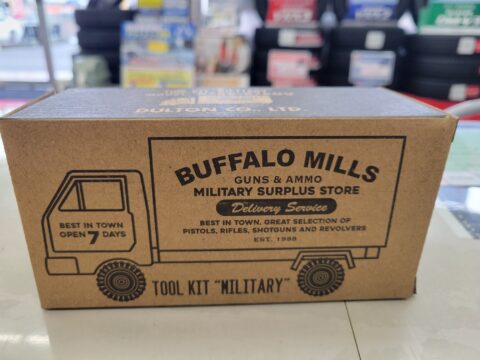 DULTON CO., LTD.
BUFFALO MILLS
GUNS & AMMO
MILITARY SURPLUS STORE
Delivery Service
BEST IN TOWN, GREAT SELECTION OF
PISTOLS, RIFLES, SHOTGUNS AND REVOLVERS
EST. 1988
BEST IN TOWN
OPEN 7 DAYS
TOOL KIT "MILITARY"